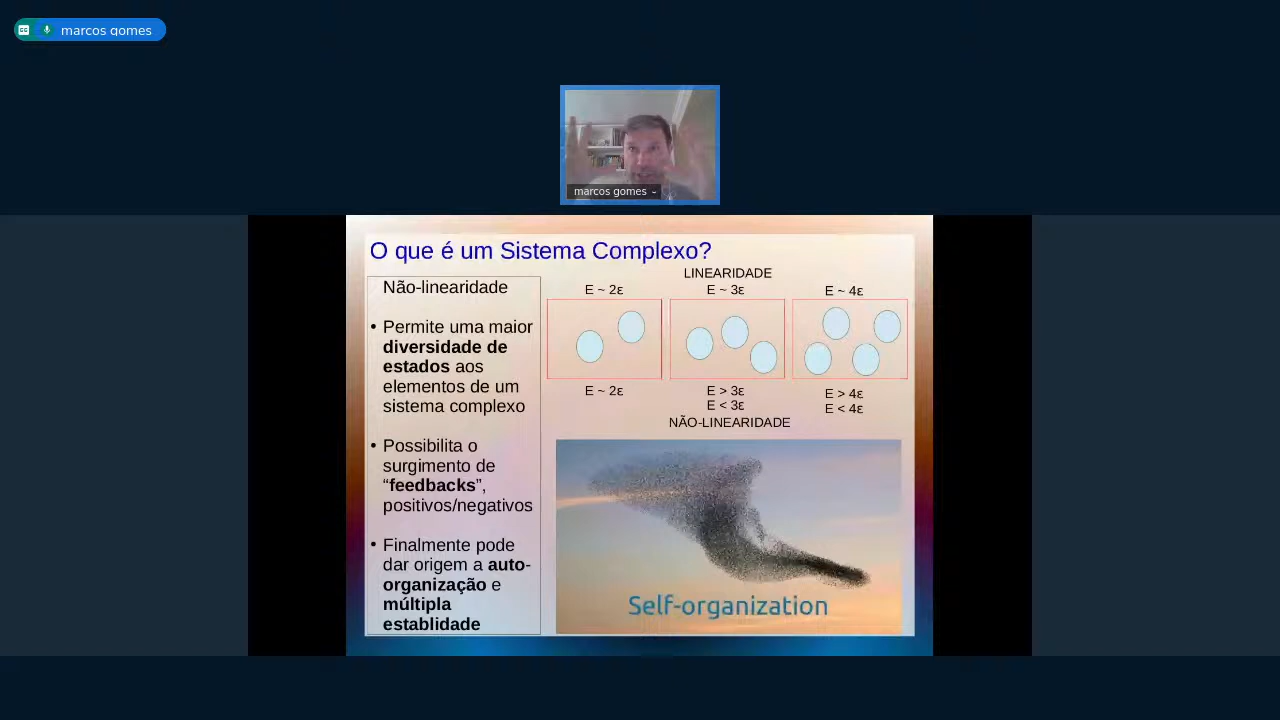 marcos gomes
marcos gomes
O que é um Sistema Complexo?
Não-linearidade
• Permite uma maior
diversidade de
estados aos
elementos de um
sistema complexo
• Possibilita o
surgimento de
“feedbacks”,
positivos/negativos
• Finalmente pode
dar origem a auto-
organização e
múltipla
establidade
LINEARIDADE
E ~ 2ε
E ~ 3ε
E ~ 4ε
E ~ 2ε
E > 3ε
E < 3ε
E > 4ε
E < 4ε
NÃO-LINEARIDADE
Self-organization